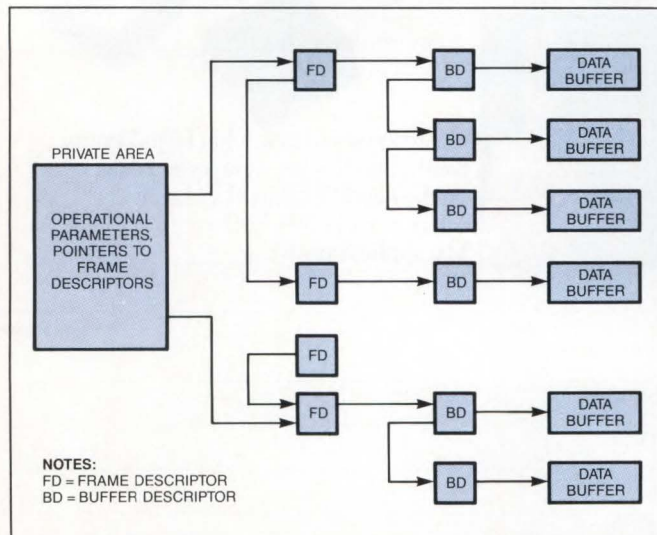 FD
BD
DATA
BUFFER
BD
DATA
BUFFER
PRIVATE AREA
OPERATIONAL
PARAMETERS,
POINTERS TO
FRAME
DESCRIPTORS
BD
DATA
BUFFER
FD
BD
DATA
BUFFER
FD
FD
BD
DATA
BUFFER
BD
DATA
BUFFER
NOTES:
FD = FRAME DESCRIPTOR
BD = BUFFER DESCRIPTOR